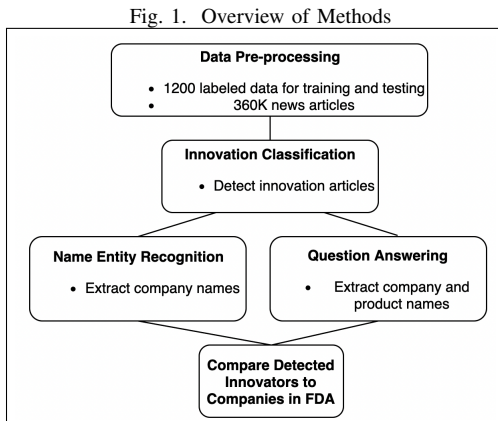 Fig. 1. Overview of Methods
Data Pre-processing
• 1200 labeled data for training and testing
• 360K news articles
Innovation Classification
• Detect innovation articles
Name Entity Recognition
• Extract company names
Question Answering
• Extract company and
product names
Compare Detected
Innovators to
Companies in FDA